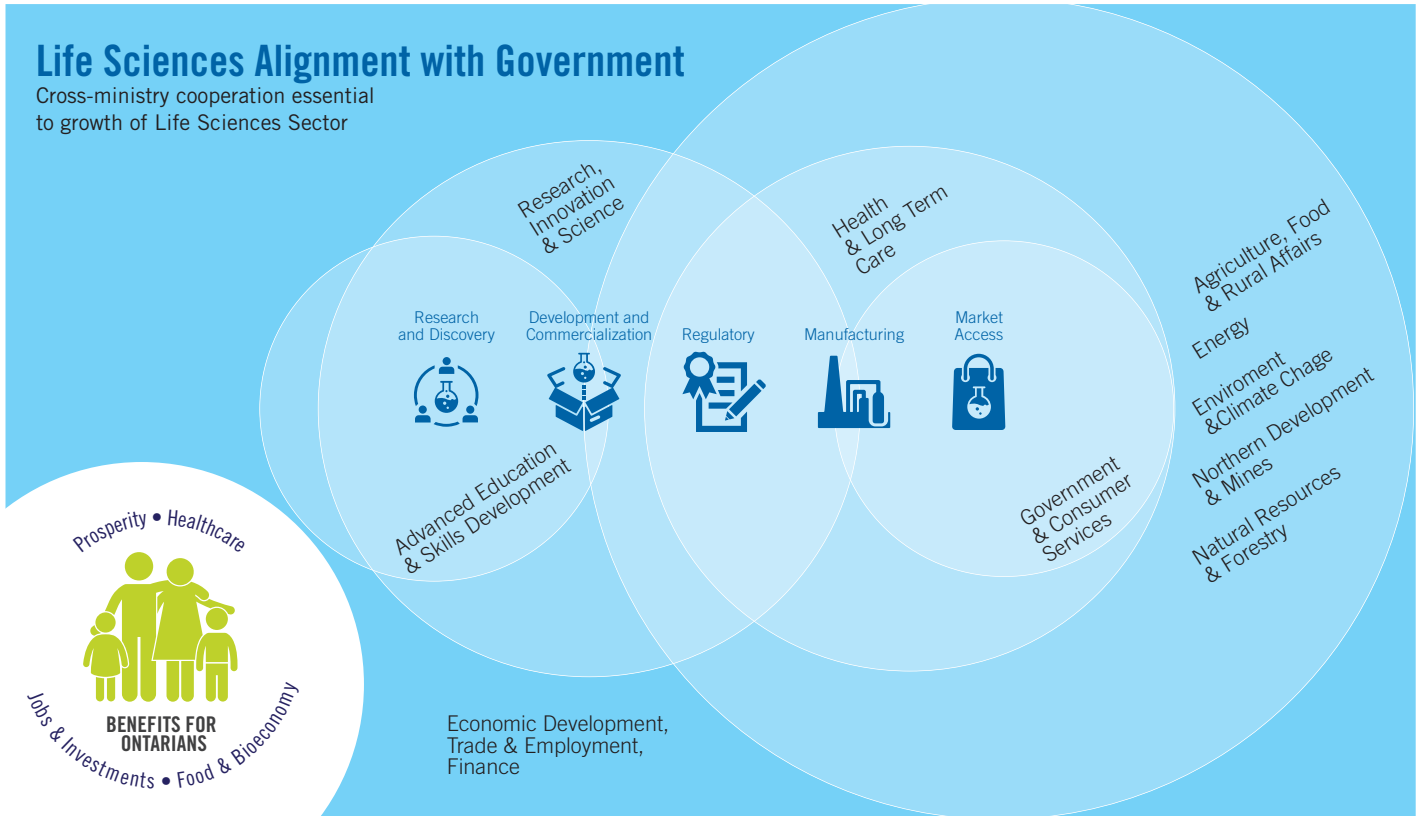 Life Sciences Alignment with Government
Cross-ministry cooperation essential
to growth of Life Sciences Sector
Research,
Innovation
& Science
Health
& Long Term
Care
Agriculture, Food
& Rural Affairs
Energy
Enviroment
&Climate Chage
Northern Development
& Mines
Natural Resources
& Forestry
Research
and Discovery
Development and
Commercialization
Regulatory
Manufacturing
Market
Access
Advanced Education
& Skills Development
Government
& Consumer
Services
Prosperity • Healthcare
BENEFITS FOR
ONTARIANS
Jobs & Investments • Food & Bioeconomy
Economic Development,
Trade & Employment,
Finance